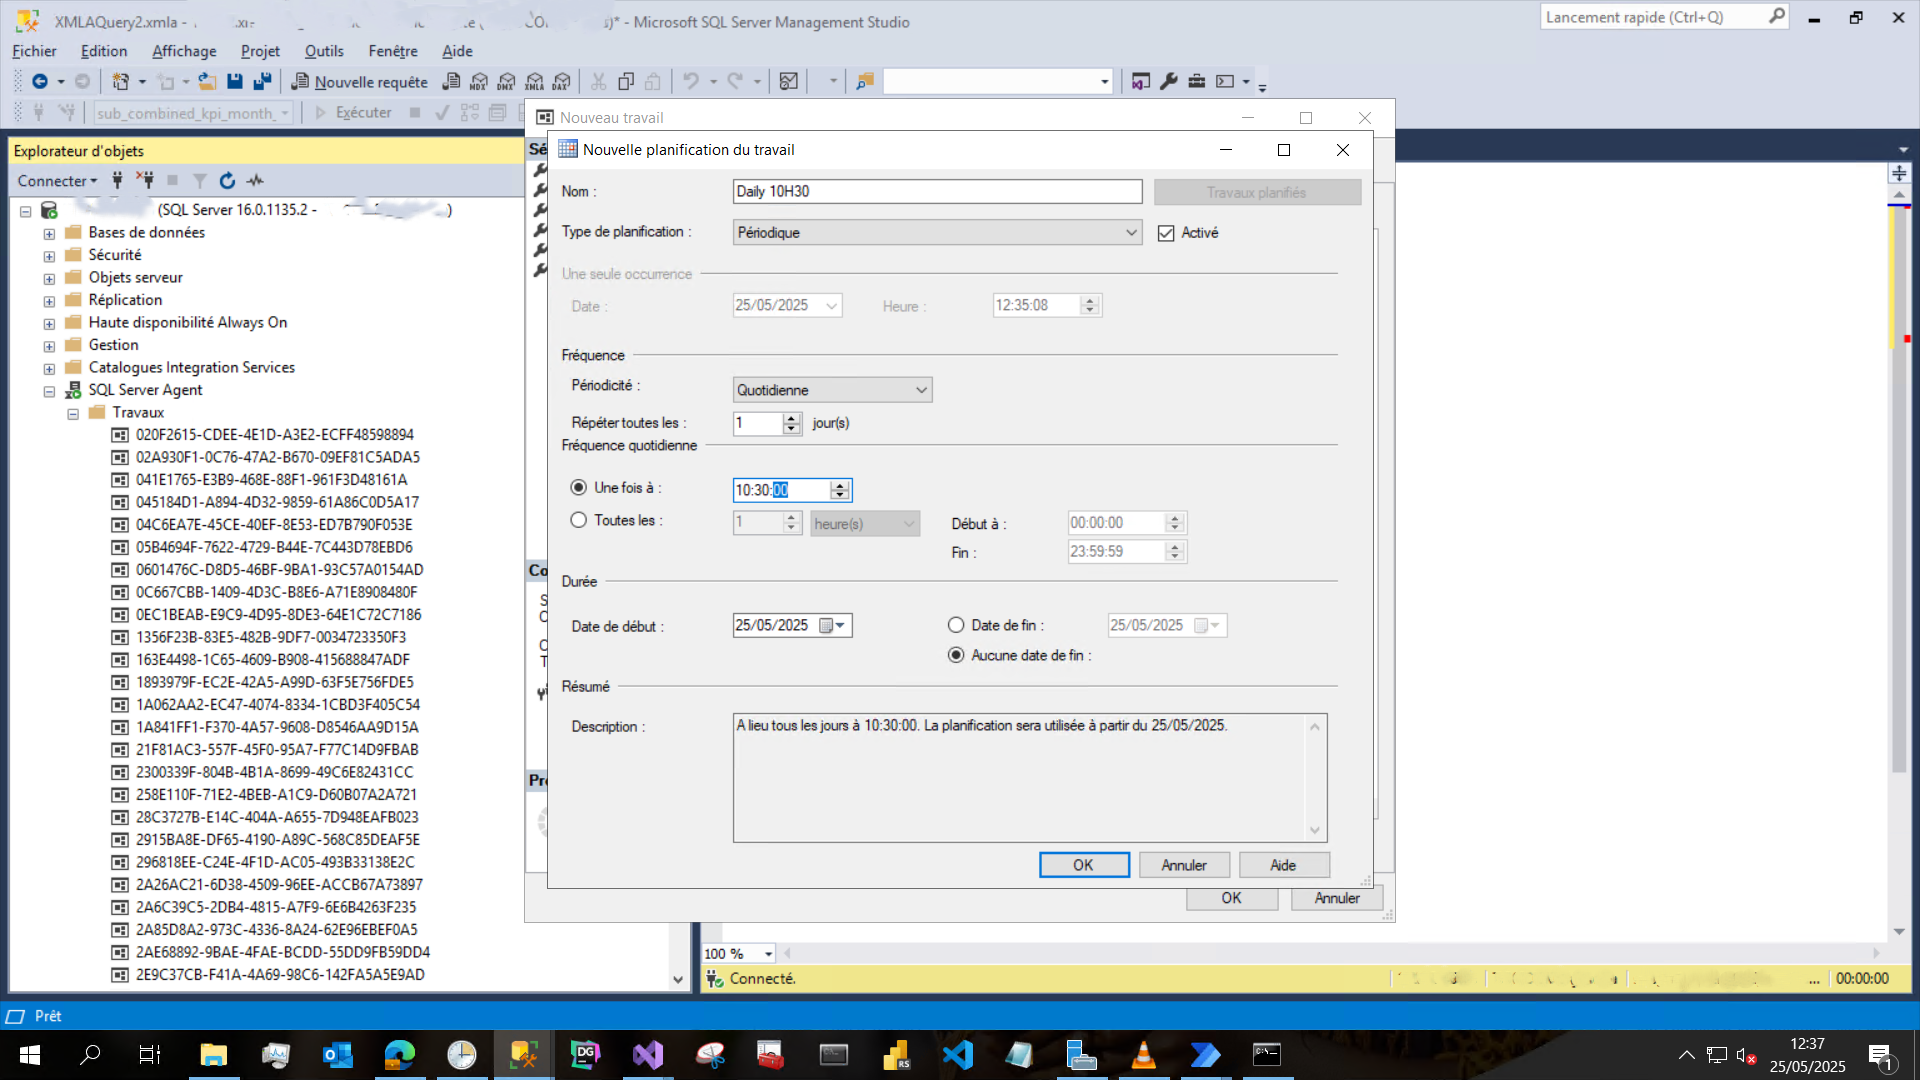 XMLAQuery2.xmla -
)* - Microsoft SQL Server Management Studio
Lancement rapide (Ctrl+Q)
Fichier Edition Affichage Projet Outils Fenêtre Aide
Nouvelle requête MDX DMX XMLA DAX
sub_combined_kpi_month_ Exécuter
Nouveau travail
Explorateur d'objets
Connecter
(SQL Server 16.0.1135.2 - )
Bases de données
Sécurité
Objets serveur
Réplication
Haute disponibilité Always On
Gestion
Catalogues Integration Services
SQL Server Agent
Travaux
020F2615-CDEE-4E1D-A3E2-ECFF48598894
02A930F1-0C76-47A2-B670-09EF81C5ADA5
041E1765-E3B9-468E-88F1-961F3D48161A
045184D1-A894-4D32-9859-61A86C0D5A17
04C6EA7E-45CE-40EF-8E53-ED7B790F053E
05B4694F-7622-4729-B44E-7C443D78EBD6
0601476C-D8D5-46BF-9BA1-93C57A0154AD
0C667CBB-1409-4D3C-B8E6-A71E8908480F
0EC1BEAB-E9C9-4D95-8DE3-64E1C72C7186
1356F23B-83E5-482B-9DF7-0034723350F3
163E4498-1C65-4609-B908-415688847ADF
1893979F-EC2E-42A5-A99D-63F5E756FDE5
1A062AA2-EC47-4074-8334-1CBD3F405C54
1A841FF1-F370-4A57-9608-D8546AA9D15A
21F81AC3-557F-45F0-95A7-F77C14D9FBAB
2300339F-804B-4B1A-8699-49C6E82431CC
258E110F-71E2-4BEB-A1C9-D60B07A2A721
28C3727B-E14C-404A-A655-7D948EAFB023
2915BA8E-DF65-4190-A89C-568C85DEAF5E
296818EE-C24E-4F1D-AC05-493B33138E2C
2A26AC21-6D38-4509-96EE-ACCB67A73897
2A6C39C5-2DB4-4815-A7F9-6E6B4263F235
2A85D8A2-973C-4336-8A24-62E96EBEF0A5
2AE68892-9BAE-4FAE-BCDD-55DD9FB59DD4
2E9C37CB-F41A-4A69-98C6-142FA5A5E9AD
Sé
Co
Pr
Nouvelle planification du travail
Nom : Daily 10H30 Travaux planifiés
Type de planification : Périodique Activé
Une seule occurrence
Date : 25/05/2025 Heure : 12:35:08
Fréquence
Périodicité : Quotidienne
Répéter toutes les : 1 jour(s)
Fréquence quotidienne
Une fois à : 10:30:00
Toutes les : 1 heure(s) Début à : 00:00:00
Fin : 23:59:59
Durée
Date de début : 25/05/2025 Date de fin : 25/05/2025
Aucune date de fin :
Résumé
Description : A lieu tous les jours à 10:30:00. La planification sera utilisée à partir du 25/05/2025.
OK Annuler Aide
OK Annuler
100 %
Connecté. ... 00:00:00
Prêt
DG
RS
12:37
25/05/2025
1